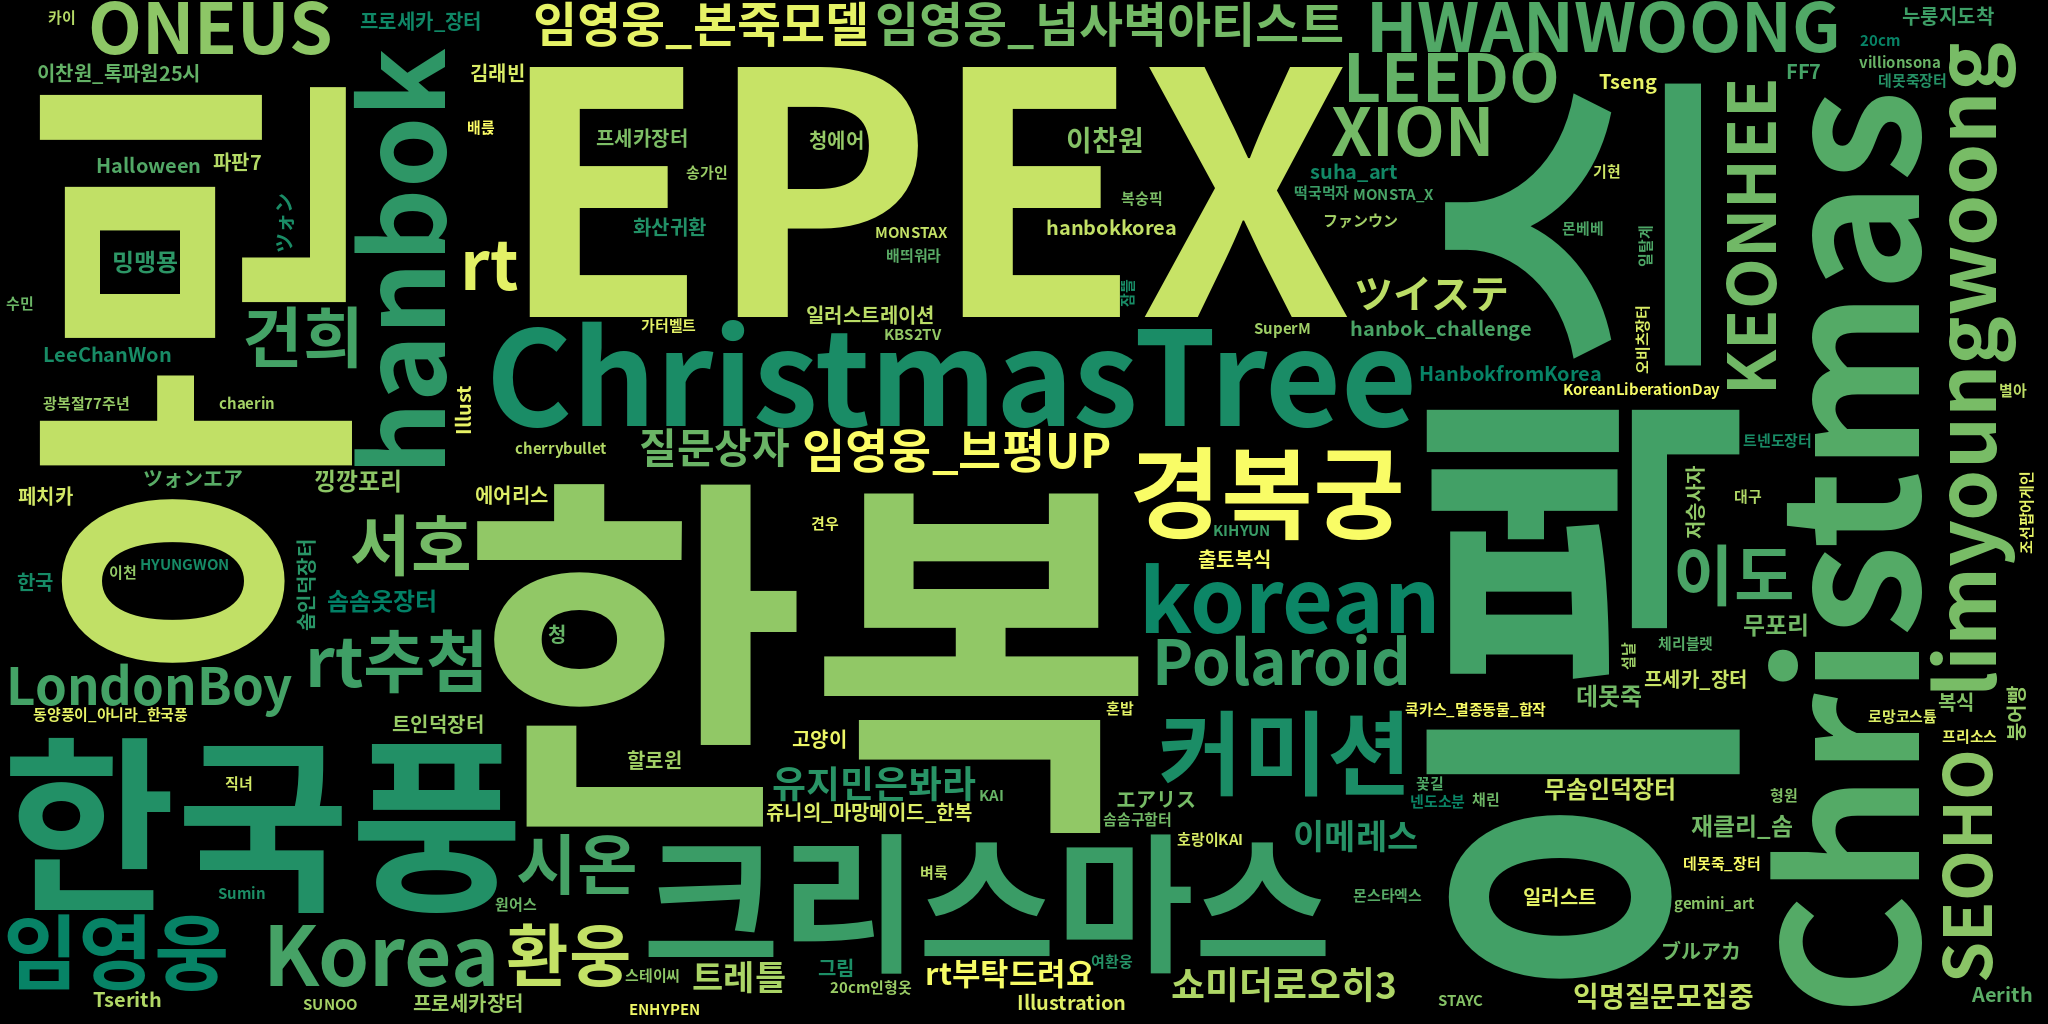 카이
ONEUS
프로세카_장터
임영웅_본죽모델
임영웅_넘사벽아티스트
HWANWOONG
누룽지도착
20cm
villionsona
데못죽장터
이찬원_톡파원25시
김래빈
EPEX
LEEDO
Tseng
FF7
금손
뮤
hanbok
배륝
프세카장터
청에어
이찬원
XION
KEONHEE
Christmas
limyoungwoong
Halloween
파판7
송가인
복숭픽
suha_art
떡국먹자
MONSTA_X
기현
ツォン
화산귀환
MONSTAX
hanbokkorea
ファンウン
몬베베
일탈계
밍맹묭
rt
배띄워라
수민
건희
잠뜰
ツイステ
일러스트레이션
가터벨트
KBS2TV
SuperM
hanbok_challenge
오비츠장터
LeeChanWon
ChristmasTree
HanbokfromKorea
KoreanLiberationDay
별아
광복절77주년
chaerin
Illust
cherrybullet
질문상자
임영웅_브평UP
경복궁
트넨도장터
ツォンエア
낑깡포리
페치카
에어리스
한복
견우
KIHYUN
저승사자
대구
조선팝어게인
서호
출토복식
이천
HYUNGWON
한국
솜인덕장터
솜솜옷장터
청
korean
이도
무포리
rt추첨
Polaroid
설날
체리블렛
LondonBoy
프세카_장터
데못죽
복식
붕어빵
동양풍이_아니라_한국풍
트인덕장터
혼밥
콕카스_멸종동물_합작
로망코스튬
프리소스
한국풍
고양이
할로윈
커미션
직녀
유지민은봐라
KAI
에アリス
쥬니의_마망메이드_한복
솜솜구함터
꽃길
넨도소분
채린
무솜인덕장터
형원
SEOHO
시온
크리스마스
호랑이KAI
이메레스
재클리_솜
벼룩
데못죽_장터
Sumin
원어스
몬스타엑스
일러스트
gemini_art
임영웅
Korea
환웅
스테이씨
트레틀
그림
20cm인형옷
rt부탁드려요
여환웅
쇼미더로오히3
ブルアカ
Tserith
SUNOO
프로세카장터
ENHYPEN
Illustration
STAYC
익명질문모집중
Aerith